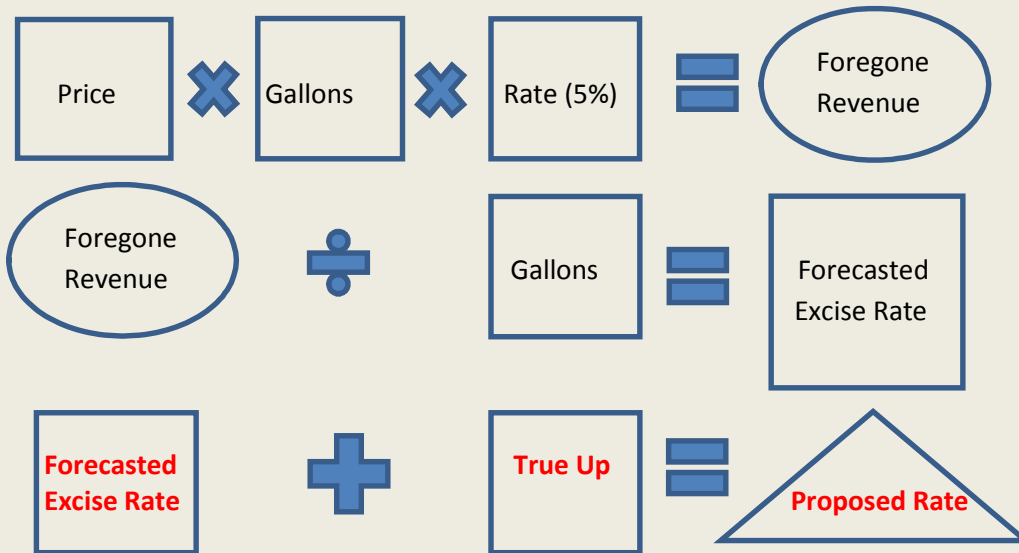 Price
Gallons
Rate (5%)
Foregone
Revenue
Foregone
Revenue
Gallons
Forecasted
Excise Rate
Forecasted
Excise Rate
True Up
Proposed Rate